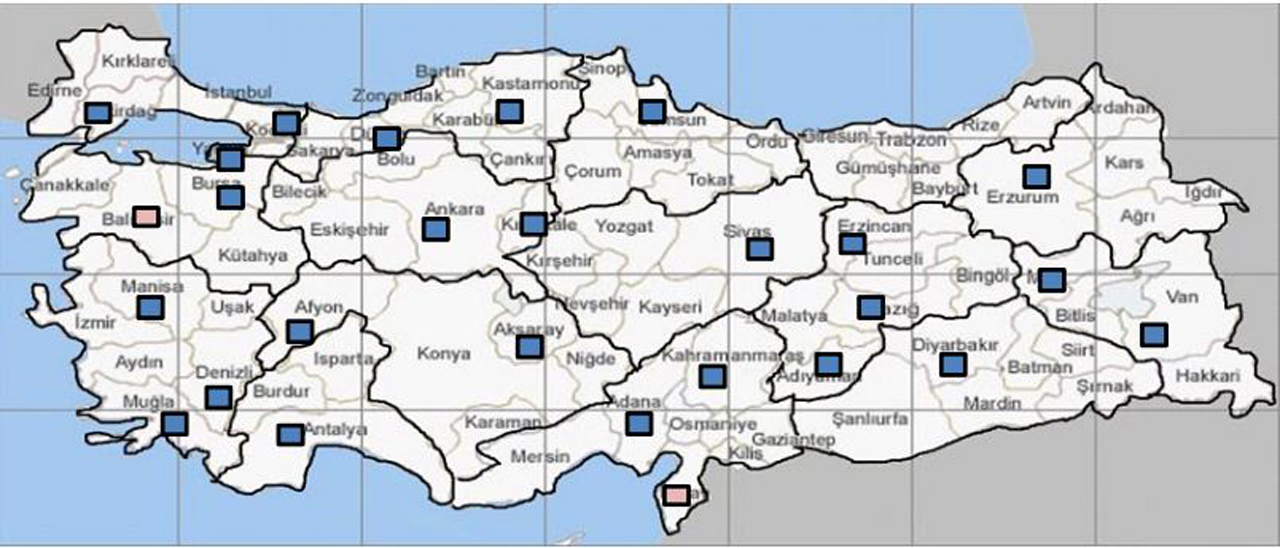 Kırklareli
Edirne
Bartın
Sinop
Kastamonu
İstanbul
Zonguldak
Artvin
Ardahan
Karabü
Rize
Ordu
Giresun
Trabzon
Sakarya
Bolu
Çankırı
Amasya
Çorum
Tokat
Gümüşhane
Kars
Bayburt
Çanakkale
Bursa
Bilecik
Erzurum
Iğdır
Ankara
Ağrı
Eskişehir
Yozgat
Sivas
Erzincan
Kütahya
Kırşehir
Tunceli
Bingöl
Manisa
Uşak
Afyon
Nevşehir
Kayseri
Malatya
Van
İzmir
Bitlis
Aksaray
Konya
Isparta
Niğde
Kahramanmaraş
Diyarbakır
Siirt
Aydın
Denizli
Burdur
Adıyaman
Batman
Şırnak
Hakkari
Muğla
Adana
Mardin
Antalya
Karaman
Osmaniye
Şanlıurfa
Mersin
Gaziantep
Kilis